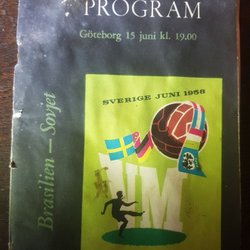 PROGRAM
Göteborg 15 juni kl. 19.00
Brasilien — Sovjet
SVERIGE JUNI 1958
VM